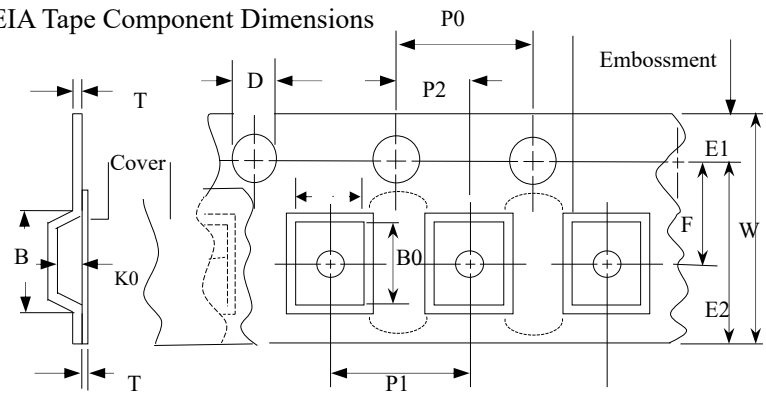 EIA Tape Component Dimensions
P0
Embossment
D
P2
T
Cover
E1
F
W
B
B0
K0
E2
T
P1